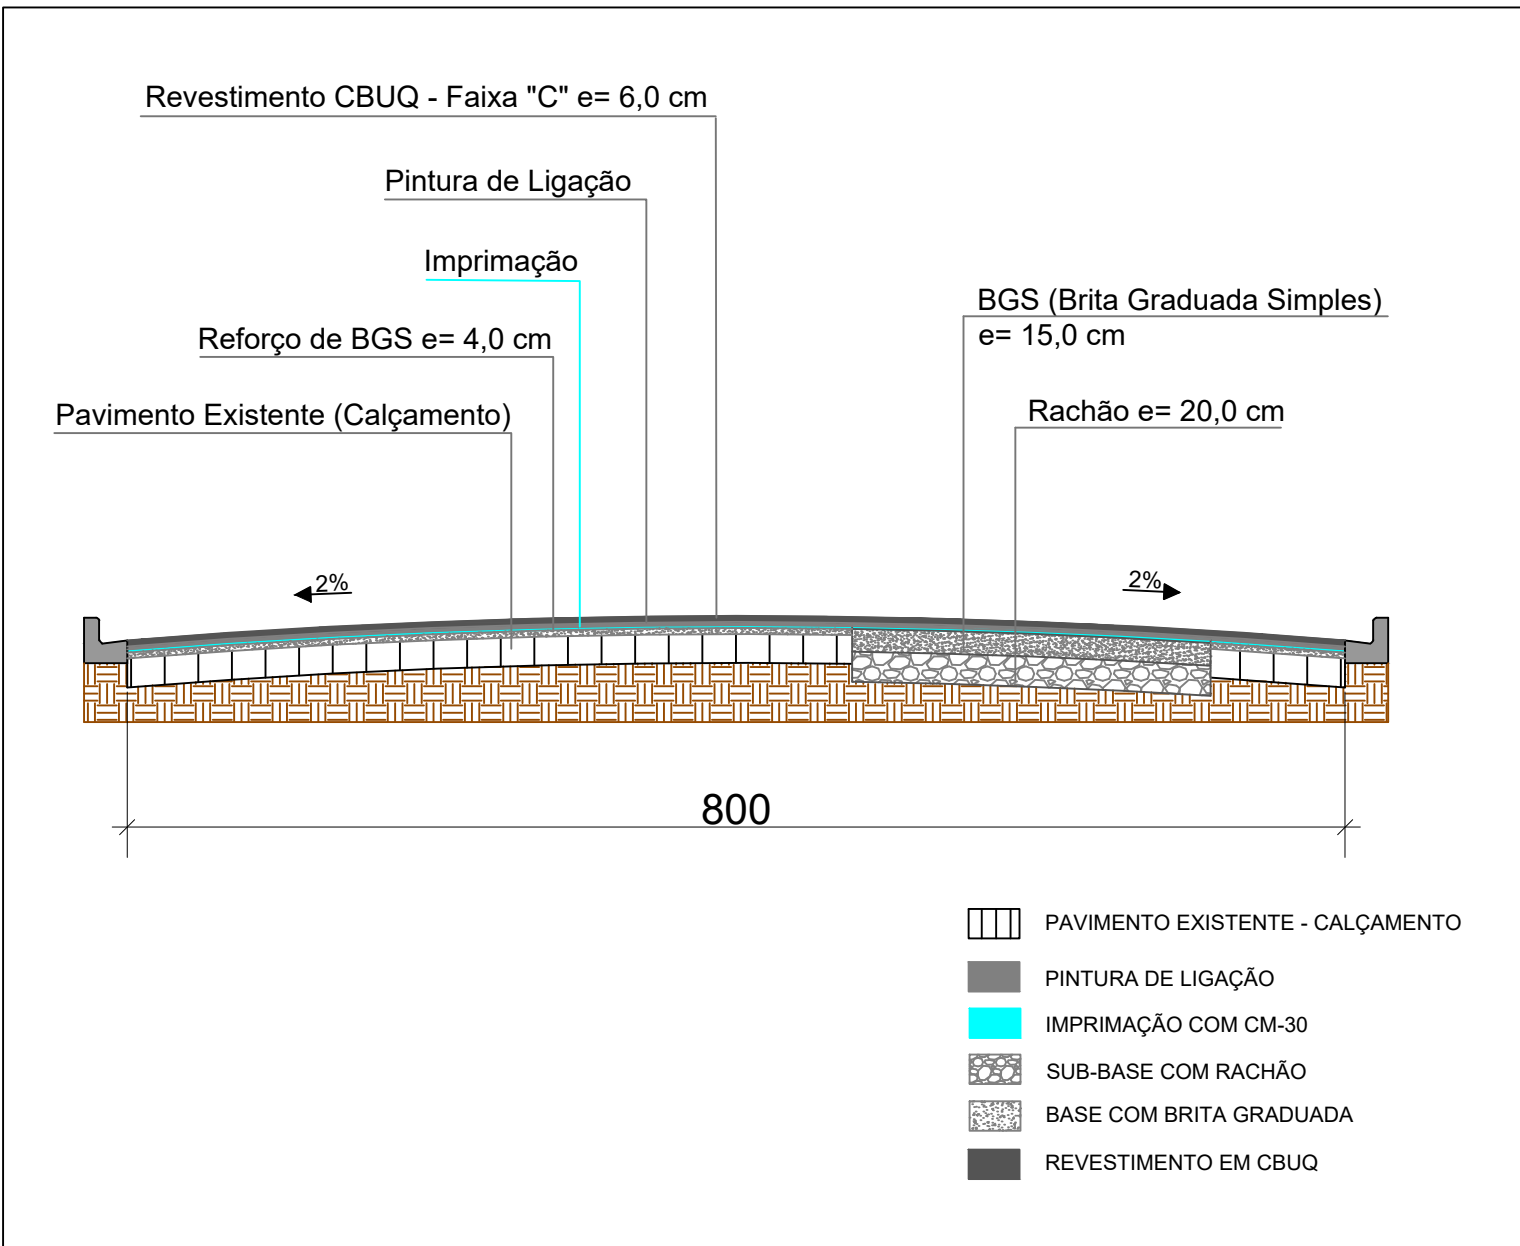 Revestimento CBUQ - Faixa "C" e= 6,0 cm
Pintura de Ligação
Imprimação
BGS (Brita Graduada Simples)
e= 15,0 cm
Reforço de BGS e= 4,0 cm
Pavimento Existente (Calçamento)
Rachão e= 20,0 cm
2%
2%
800
PAVIMENTO EXISTENTE - CALÇAMENTO
PINTURA DE LIGAÇÃO
IMPRIMAÇÃO COM CM-30
SUB-BASE COM RACHÃO
BASE COM BRITA GRADUADA
REVESTIMENTO EM CBUQ